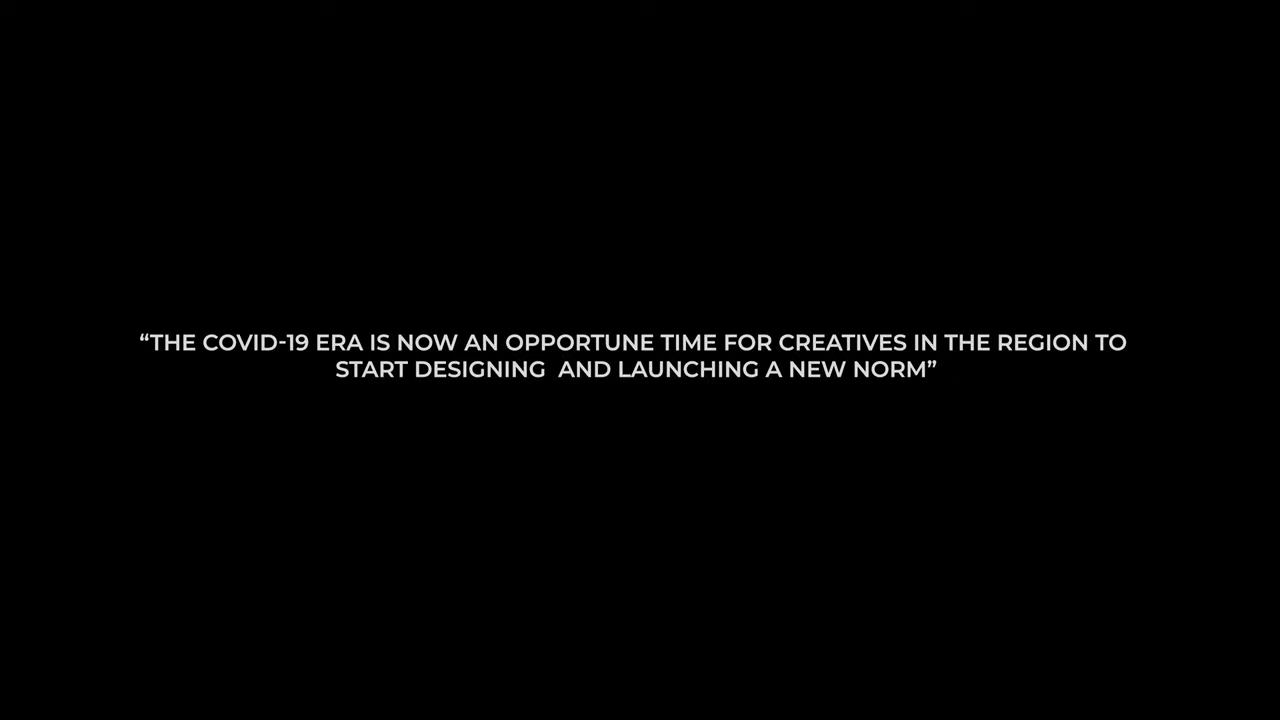 “THE COVID-19 ERA IS NOW AN OPPORTUNE TIME FOR CREATIVES IN THE REGION TO
START DESIGNING  AND LAUNCHING A NEW NORM”